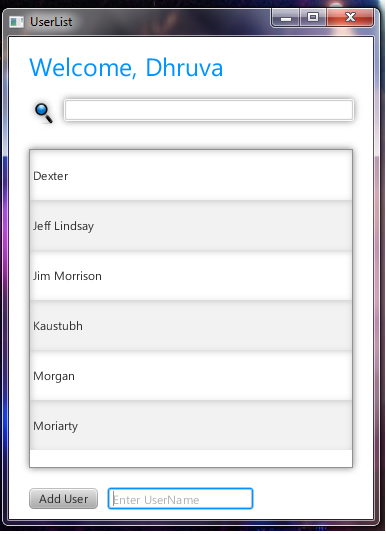 UserList
Welcome, Dhruva
Dexter
Jeff Lindsay
Jim Morrison
Kaustubh
Morgan
Moriarty
Add User Enter UserName